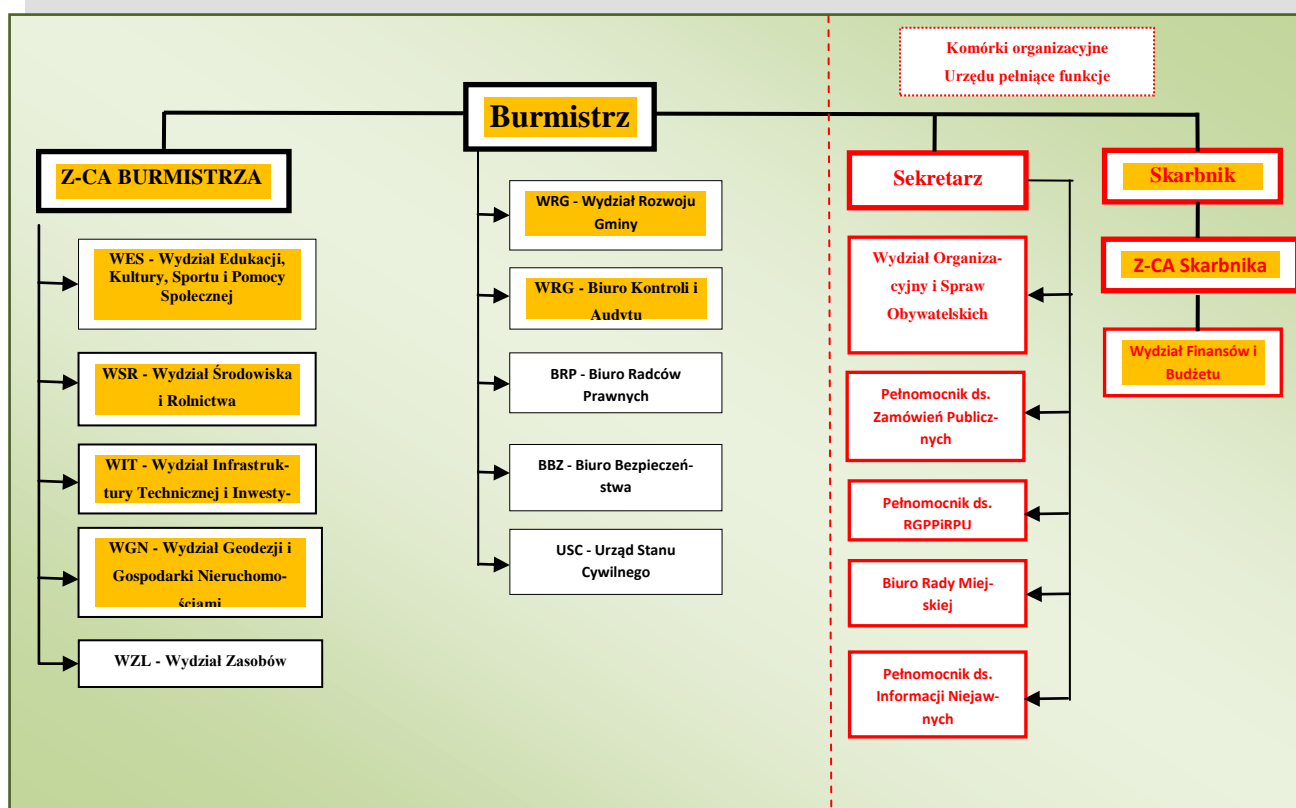 Komórki organizacyjne
Urzędu pełniące funkcje
Burmistrz
Z-CA BURMISTRZA
WES - Wydział Edukacji,
Kultury, Sportu i Pomocy
Społecznej
WSR - Wydział Środowiska
i Rolnictwa
WIT - Wydział Infrastruk-
tury Technicznej i Inwesty-
WGN - Wydział Geodezji i
Gospodarki Nieruchomo-
ściami
WZL - Wydział Zasobów
WRG - Wydział Rozwoju
Gminy
WRG - Biuro Kontroli i
Audytu
BRP - Biuro Radców
Prawnych
BBZ - Biuro Bezpieczeń-
stwa
USC - Urząd Stanu
Cywilnego
Sekretarz
Wydział Organiza-
cyjny i Spraw
Obywatelskich
Pełnomocnik ds.
Zamówień Publicz-
nych
Pełnomocnik ds.
RGPPiRPU
Biuro Rady Miej-
skiej
Pełnomocnik ds.
Informacji Niejaw-
nych
Skarbnik
Z-CA Skarbnika
Wydział Finansów i
Budżetu